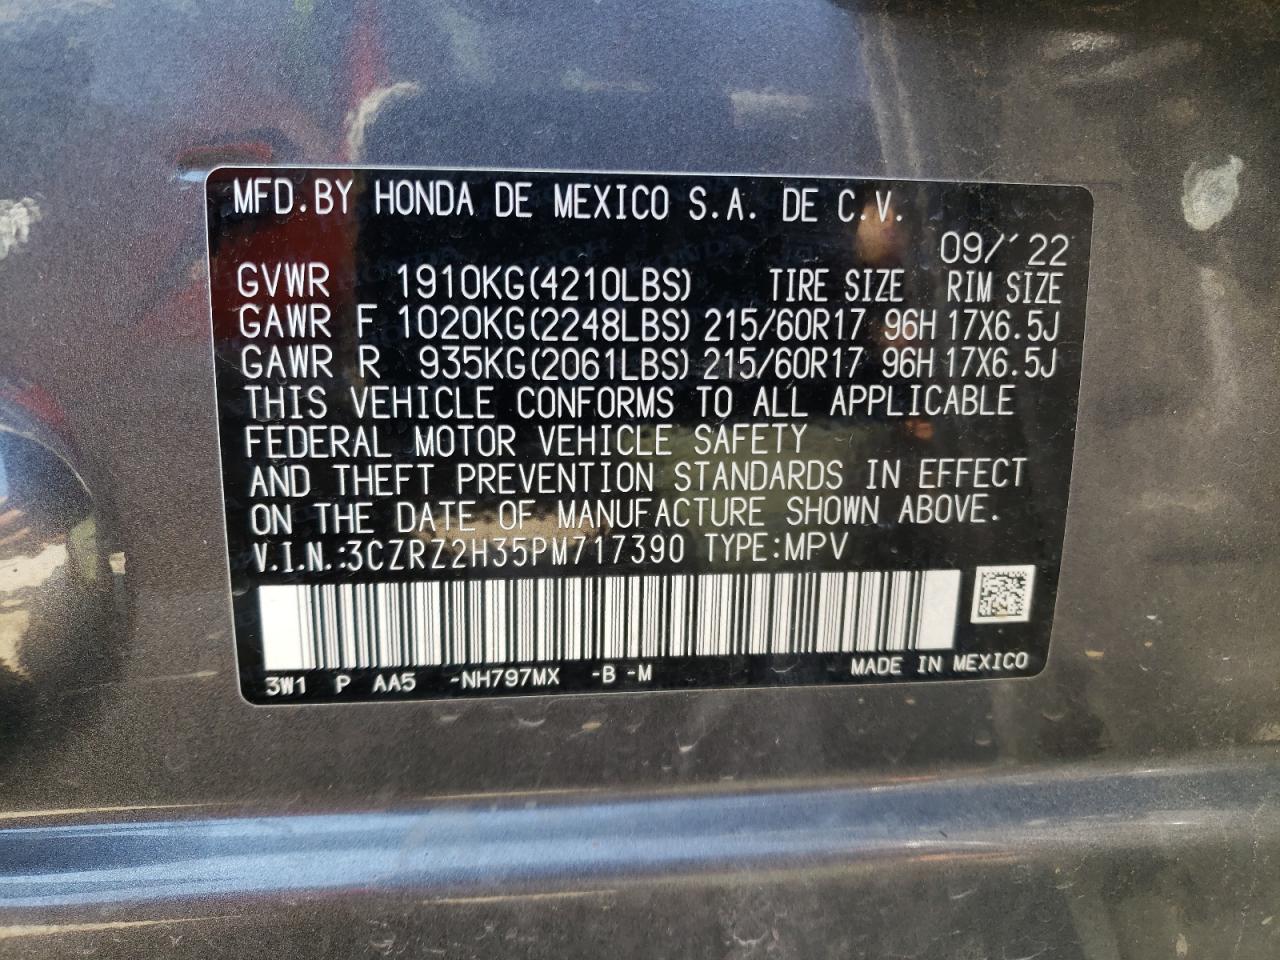 MFD.BY HONDA DE MEXICO S.A. DE C.V.
09/´22
GVWR 1910KG(4210LBS) TIRE SIZE RIM SIZE
GAWR F 1020KG(2248LBS) 215/60R17 96H 17X6.5J
GAWR R 935KG(2061LBS) 215/60R17 96H 17X6.5J
THIS VEHICLE CONFORMS TO ALL APPLICABLE
FEDERAL MOTOR VEHICLE SAFETY
AND THEFT PREVENTION STANDARDS IN EFFECT
ON THE DATE OF MANUFACTURE SHOWN ABOVE.
V.I.N.:3CZRZ2H35PM717390 TYPE:MPV
3W1 P AA5 -NH797MX -B -M MADE IN MEXICO